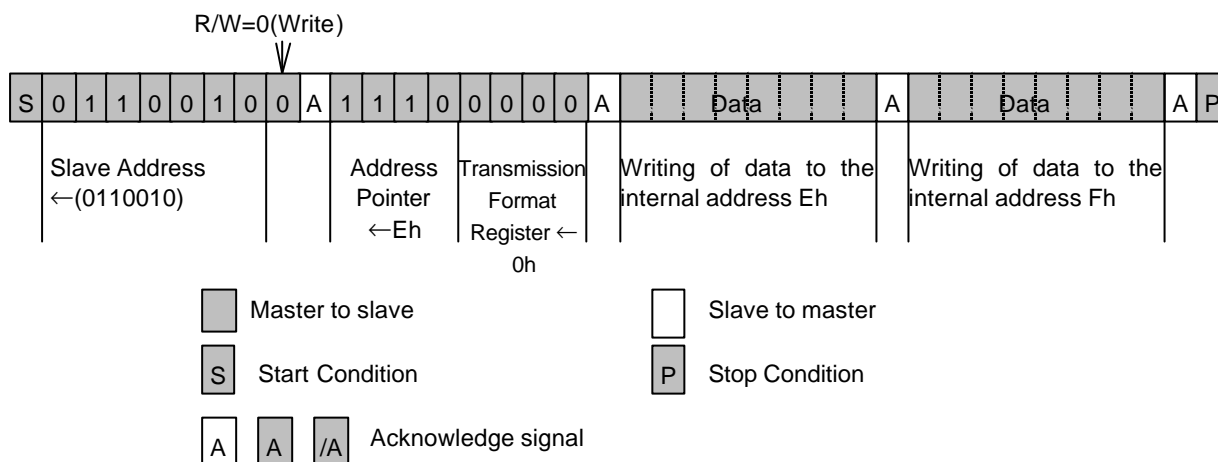 R/W=0(Write)
S 0 1 1 0 0 1 0 0 A 1 1 1 0 0 0 0 0 A Data A Data A P
Slave Address
←(0110010)
Address
Pointer
←Eh
Transmission
Format
Register ←
0h
Writing of data to the
internal address Eh
Writing of data to the
internal address Fh
Master to slave
Slave to master
S Start Condition
P Stop Condition
A A /A Acknowledge signal